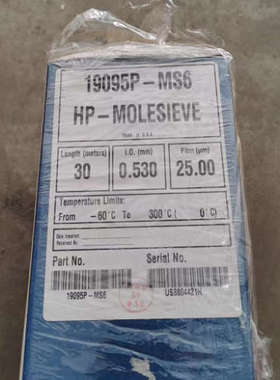 19095P-MS6
HP-MOLESIEVE
Length (meters) I.D. (mm) Film (µm)
30 0.530 25.00
Temperature Limits:
From -60°C To 300°C ( 0°C)
Part No. Serial No.
19095P-MS6